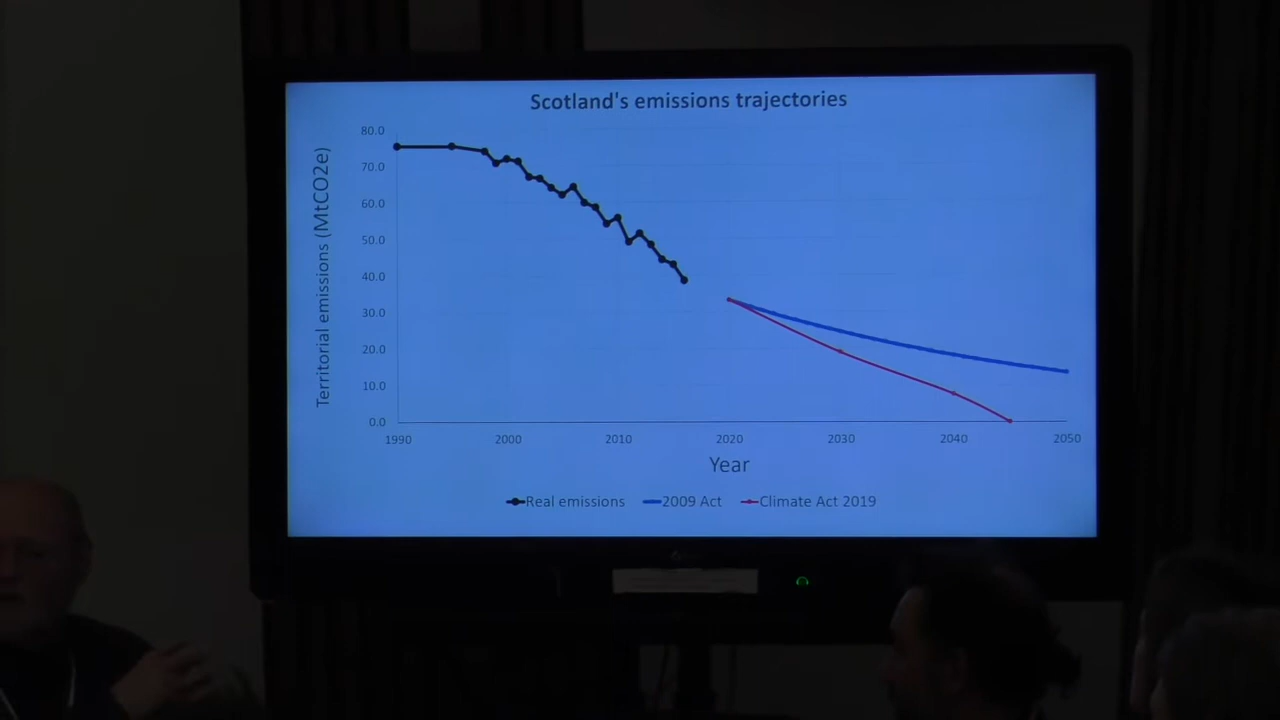 Scotland's emissions trajectories
Territorial emissions (MtCO2e)
80.0
70.0
60.0
50.0
40.0
30.0
20.0
10.0
0.0
1990 2000 2010 2020 2030 2040 2050
Year
Real emissions 2009 Act Climate Act 2019